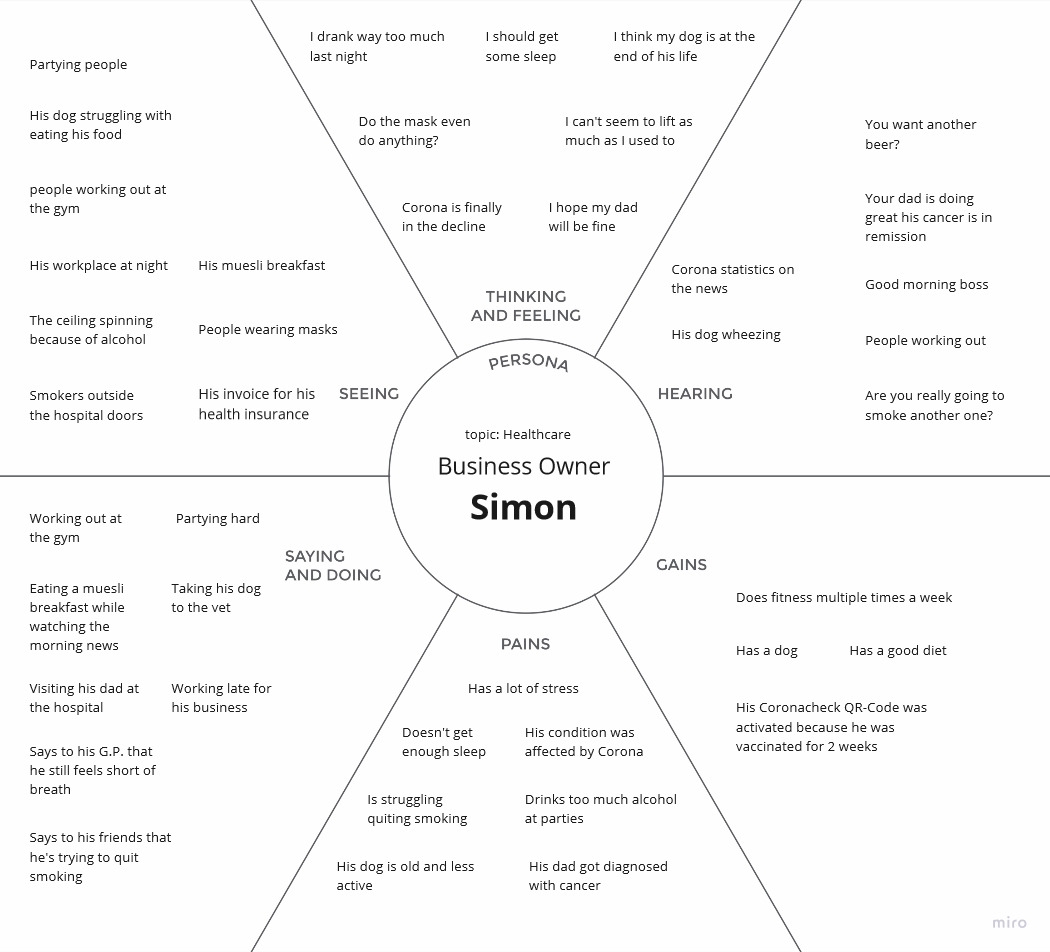 I drank way too much
last night
I should get
some sleep
I think my dog is at the
end of his life
Do the mask even
do anything?
I can't seem to lift as
much as I used to
Corona is finally
in the decline
I hope my dad
will be fine
THINKING
AND FEELING
Partying people
His dog struggling with
eating his food
people working out at
the gym
His workplace at night
His muesli breakfast
The ceiling spinning
because of alcohol
People wearing masks
Smokers outside
the hospital doors
His invoice for his
health insurance
SEEING
You want another
beer?
Your dad is doing
great his cancer is in
remission
Corona statistics on
the news
Good morning boss
His dog wheezing
People working out
Are you really going to
smoke another one?
HEARING
PERSONA
topic: Healthcare
Business Owner
Simon
Working out at
the gym
Partying hard
SAYING
AND DOING
Eating a muesli
breakfast while
watching the
morning news
Taking his dog
to the vet
Visiting his dad at
the hospital
Working late for
his business
Says to his G.P. that
he still feels short of
breath
Says to his friends that
he's trying to quit
smoking
PAINS
Has a lot of stress
Doesn't get
enough sleep
His condition was
affected by Corona
Is struggling
quiting smoking
Drinks too much alcohol
at parties
His dog is old and less
active
His dad got diagnosed
with cancer
GAINS
Does fitness multiple times a week
Has a dog
Has a good diet
His Coronacheck QR-Code was
activated because he was
vaccinated for 2 weeks
miro